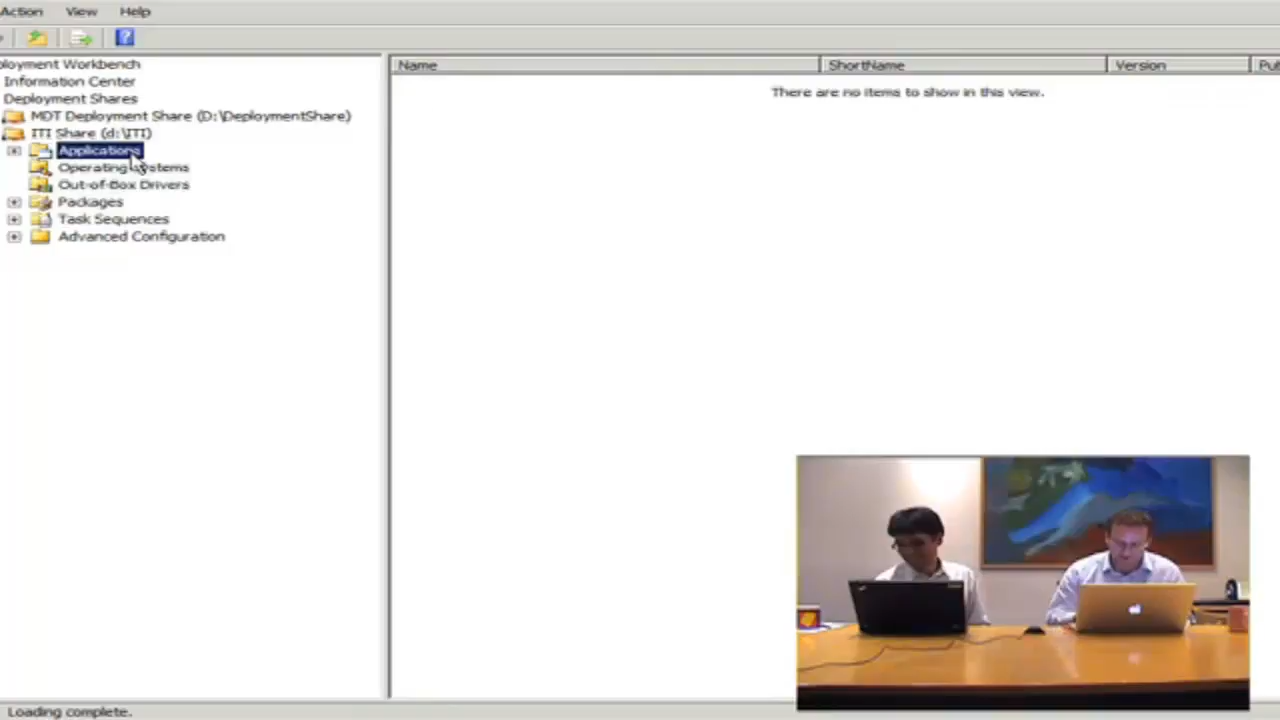 Action View Help
ployment Workbench
Information Center
Deployment Shares
MDT Deployment Share (D:\DeploymentShare)
ITI Share (d:\ITI)
Applications
Operating Systems
Out-of-Box Drivers
Packages
Task Sequences
Advanced Configuration
Name ShortName Version Pub
There are no items to show in this view.
Loading complete.